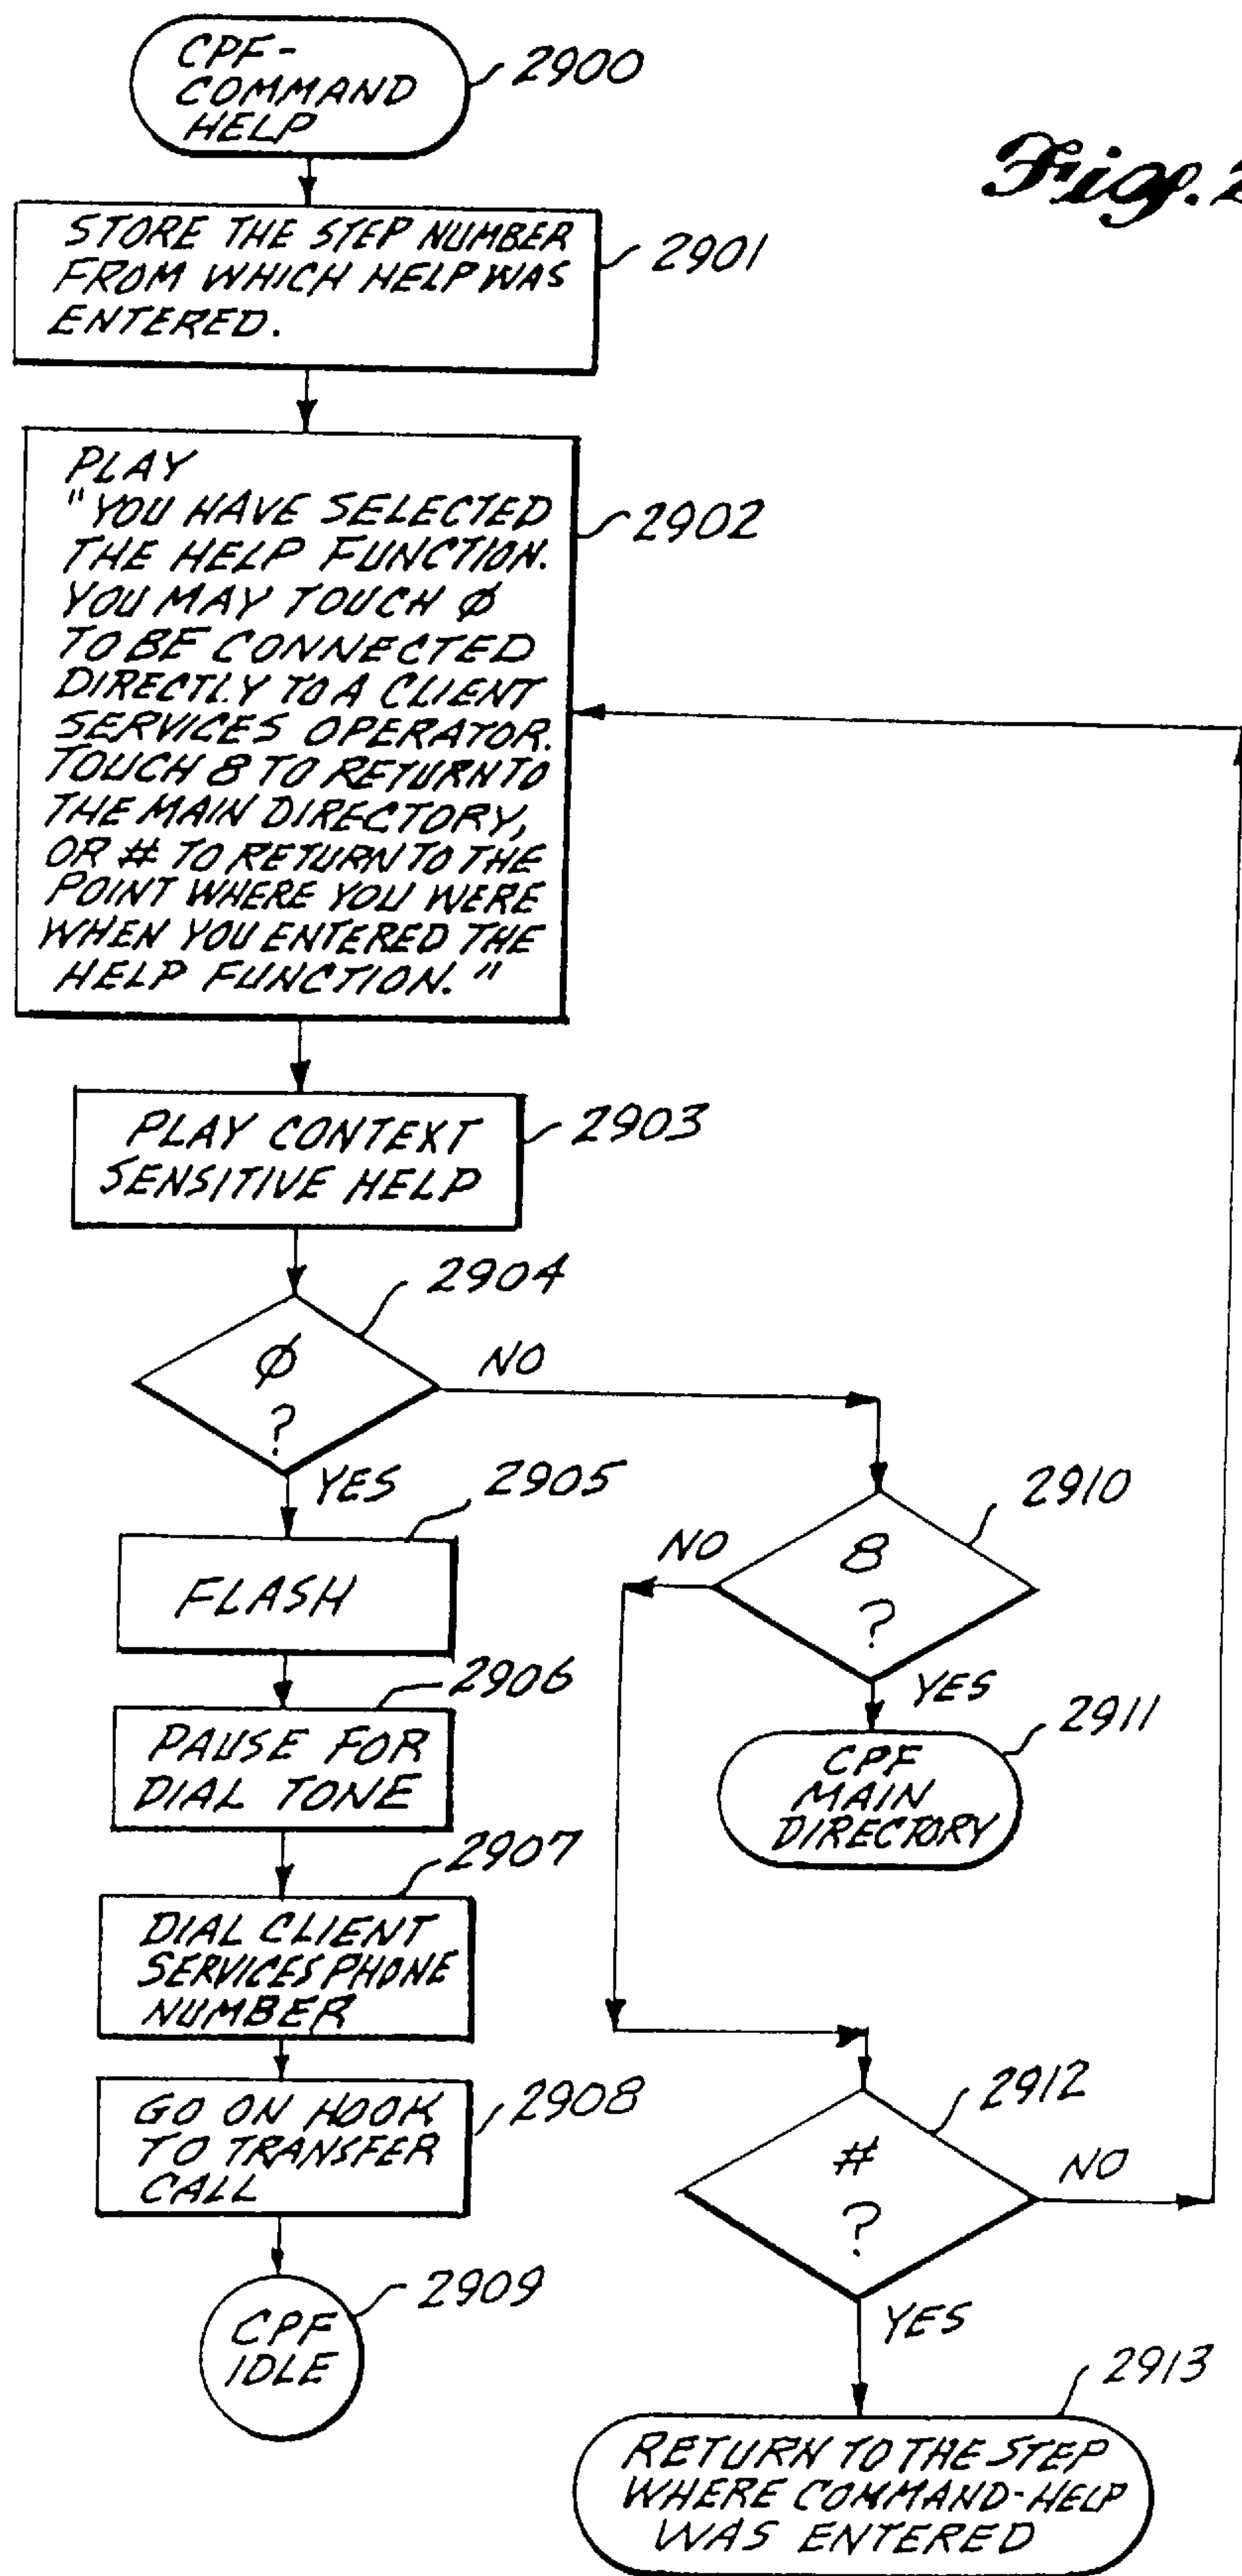 CPF-
COMMAND
HELP
2900
Fig. 2
STORE THE STEP NUMBER
FROM WHICH HELP WAS
ENTERED.
2901
PLAY
"YOU HAVE SELECTED
THE HELP FUNCTION.
YOU MAY TOUCH Ø
TO BE CONNECTED
DIRECTLY TO A CLIENT
SERVICES OPERATOR.
TOUCH 8 TO RETURN TO
THE MAIN DIRECTORY,
OR # TO RETURN TO THE
POINT WHERE YOU WERE
WHEN YOU ENTERED THE
HELP FUNCTION."
2902
PLAY CONTEXT
SENSITIVE HELP
2903
2904
Ø
?
NO
YES
2905
FLASH
2906
PAUSE FOR
DIAL TONE
2907
DIAL CLIENT
SERVICES PHONE
NUMBER
GO ON HOOK
TO TRANSFER
CALL
2908
CPF
IDLE
2909
2910
8
?
NO
YES
2911
CPF
MAIN
DIRECTORY
2912
#
?
NO
YES
2913
RETURN TO THE STEP
WHERE COMMAND-HELP
WAS ENTERED